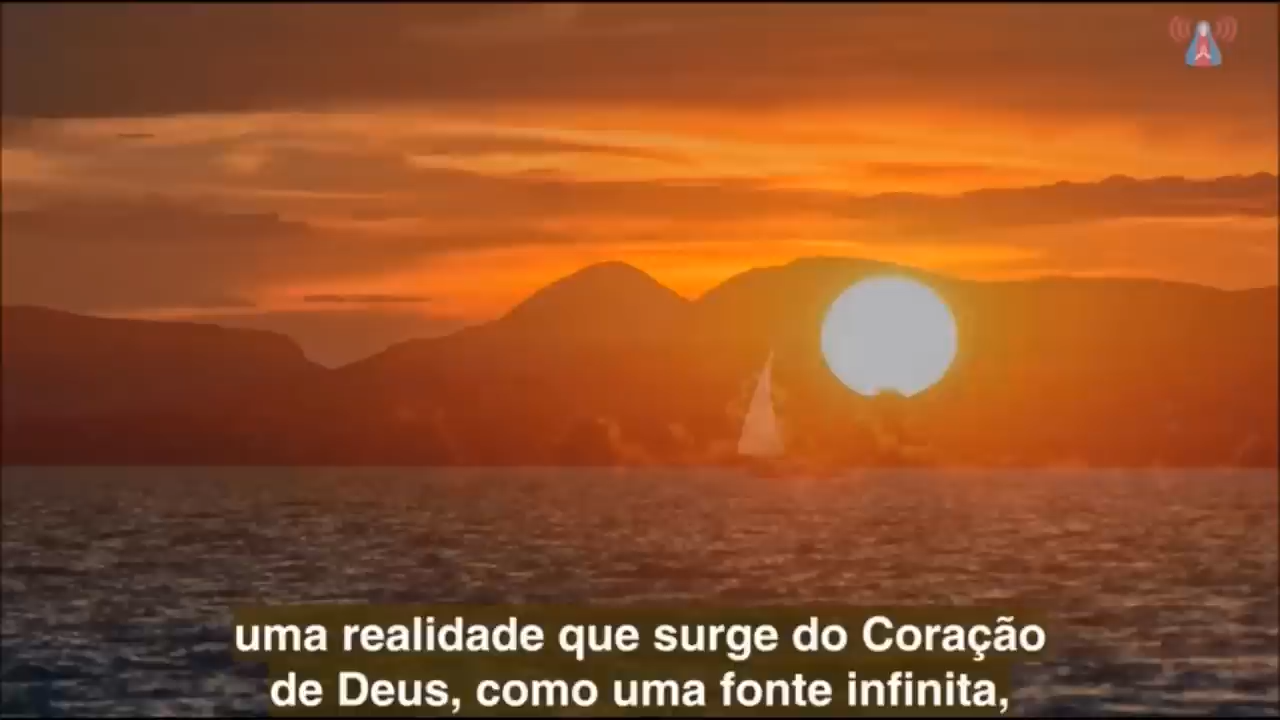 uma realidade que surge do Coração
de Deus, como uma fonte infinita,